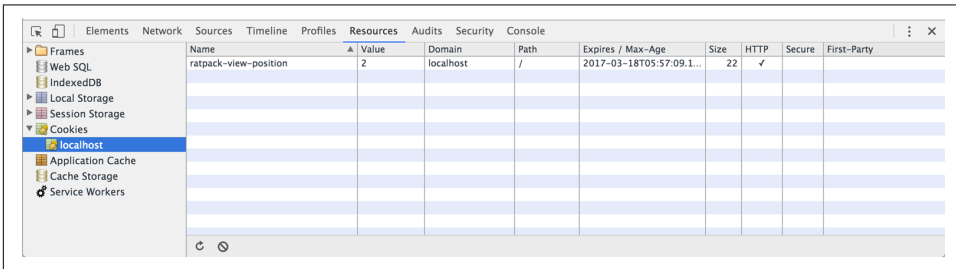 Elements Network Sources Timeline Profiles Resources Audits Security Console
Frames
Web SQL
IndexedDB
Local Storage
Session Storage
Cookies
localhost
Application Cache
Cache Storage
Service Workers
Name Value Domain Path Expires / Max-Age Size HTTP Secure First-Party
ratpack-view-position 2 localhost / 2017-03-18T05:57:09.1... 22 ✓